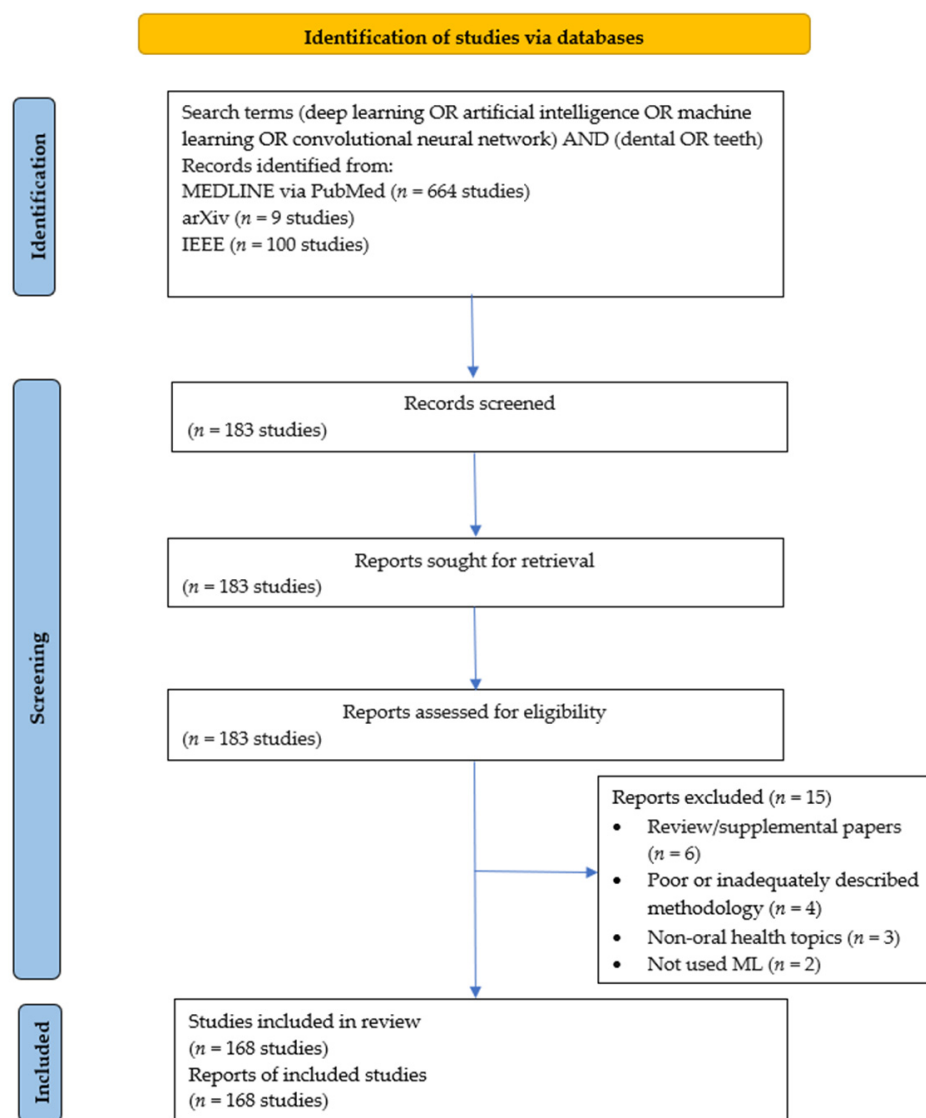 Identification of studies via databases
Identification
Search terms (deep learning OR artificial intelligence OR machine
learning OR convolutional neural network) AND (dental OR teeth)
Records identified from:
MEDLINE via PubMed (n = 664 studies)
arXiv (n = 9 studies)
IEEE (n = 100 studies)
Screening
Records screened
(n = 183 studies)
Reports sought for retrieval
(n = 183 studies)
Reports assessed for eligibility
(n = 183 studies)
Reports excluded (n = 15)
• Review/supplemental papers
(n = 6)
• Poor or inadequately described
methodology (n = 4)
• Non-oral health topics (n = 3)
• Not used ML (n = 2)
Included
Studies included in review
(n = 168 studies)
Reports of included studies
(n = 168 studies)